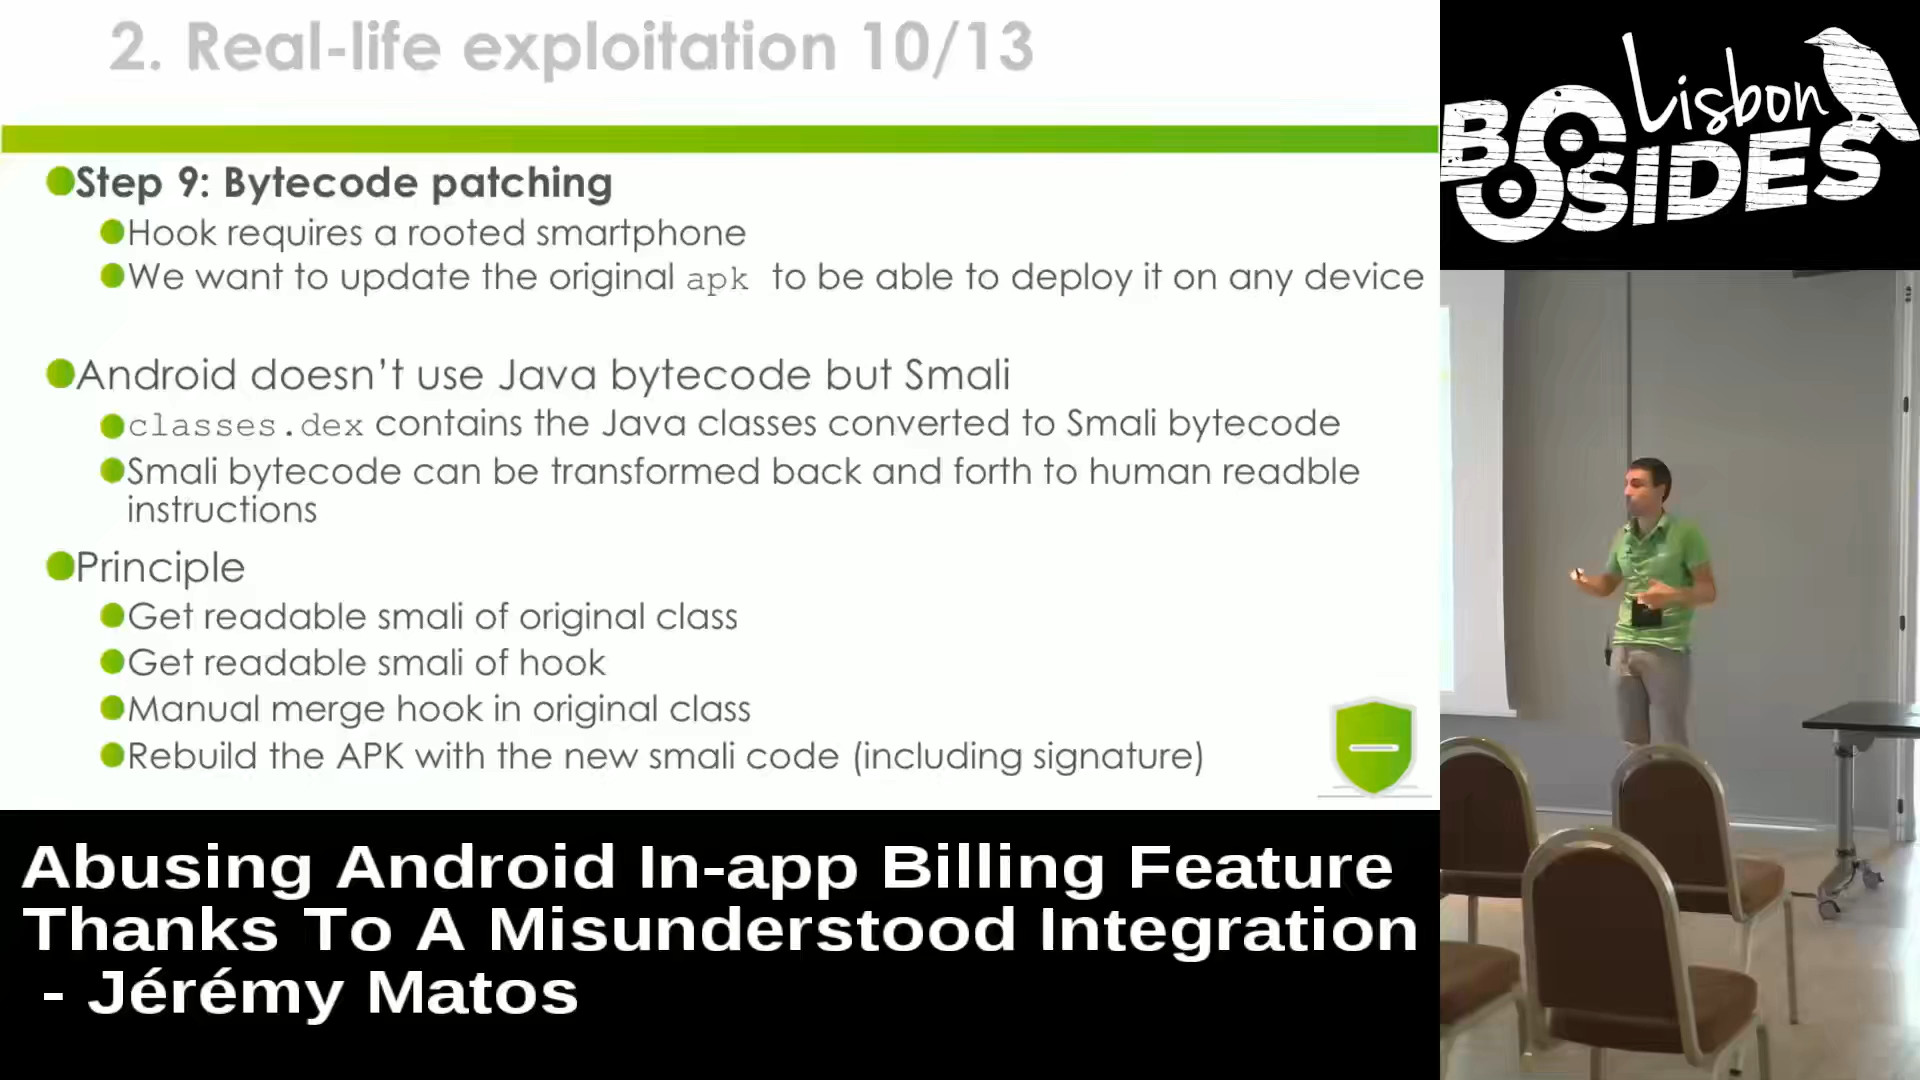 2. Real-life exploitation 10/13
Step 9: Bytecode patching
Hook requires a rooted smartphone
We want to update the original apk to be able to deploy it on any device
Android doesn’t use Java bytecode but Smali
classes.dex contains the Java classes converted to Smali bytecode
Smali bytecode can be transformed back and forth to human readble
instructions
Principle
Get readable smali of original class
Get readable smali of hook
Manual merge hook in original class
Rebuild the APK with the new smali code (including signature)
Lisbon
BSIDES
Abusing Android In-app Billing Feature
Thanks To A Misunderstood Integration
- Jérémy Matos